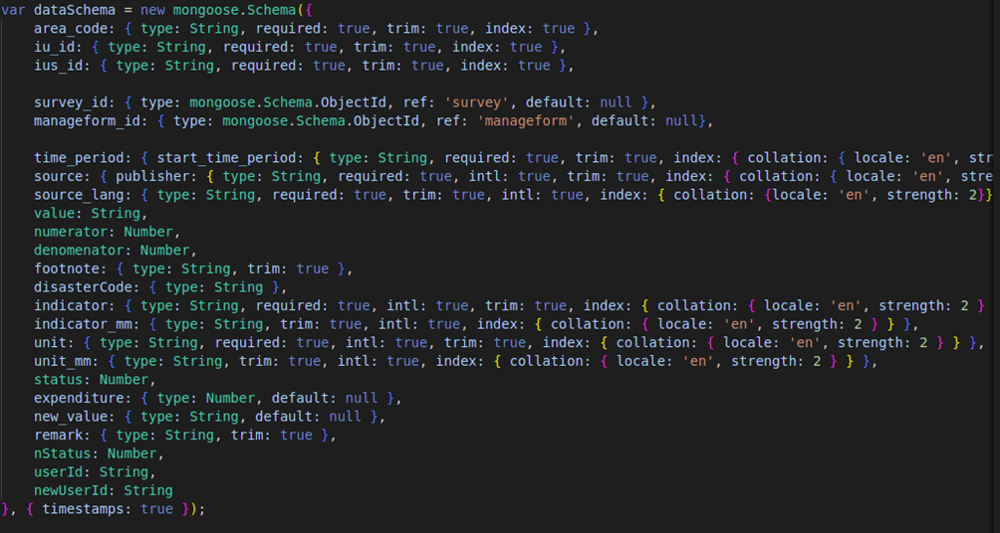 var dataSchema = new mongoose.Schema({
    area_code: { type: String, required: true, trim: true, index: true },
    iu_id: { type: String, required: true, trim: true, index: true },
    ius_id: { type: String, required: true, trim: true, index: true },
    survey_id: { type: mongoose.Schema.ObjectId, ref: 'survey', default: null },
    manageform_id: { type: mongoose.Schema.ObjectId, ref: 'manageform', default: null},
    time_period: { start_time_period: { type: String, required: true, trim: true, index: { collation: { locale: 'en', str
    source: { publisher: { type: String, required: true, intl: true, trim: true, index: { collation: { locale: 'en', stre
    source_lang: { type: String, required: true, trim: true, intl: true, index: { collation: {locale: 'en', strength: 2}}
    value: String,
    numerator: Number,
    denomenator: Number,
    footnote: { type: String, trim: true },
    disasterCode: { type: String },
    indicator: { type: String, required: true, intl: true, trim: true, index: { collation: { locale: 'en', strength: 2 }
    indicator_mm: { type: String, trim: true, intl: true, index: { collation: { locale: 'en', strength: 2 } } },
    unit: { type: String, required: true, intl: true, trim: true, index: { collation: { locale: 'en', strength: 2 } } },
    unit_mm: { type: String, trim: true, intl: true, index: { collation: { locale: 'en', strength: 2 } } },
    status: Number,
    expenditure: { type: Number, default: null },
    new_value: { type: String, default: null },
    remark: { type: String, trim: true },
    nStatus: Number,
    userId: String,
    newUserId: String
}, { timestamps: true });